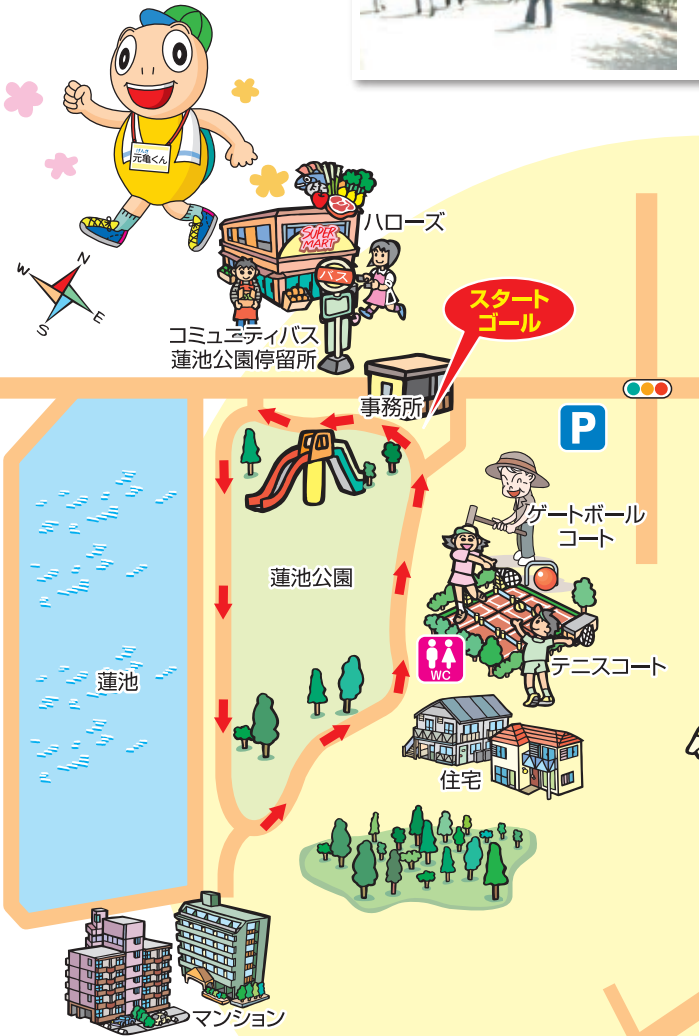 げんき
元亀くん
ハローズ
SUPER
MART
バス
N
W
E
S
スタート
ゴール
コミュニティバス
蓮池公園停留所
事務所
P
ゲートボール
コート
蓮池公園
WC
テニスコート
蓮池
住宅
マンション